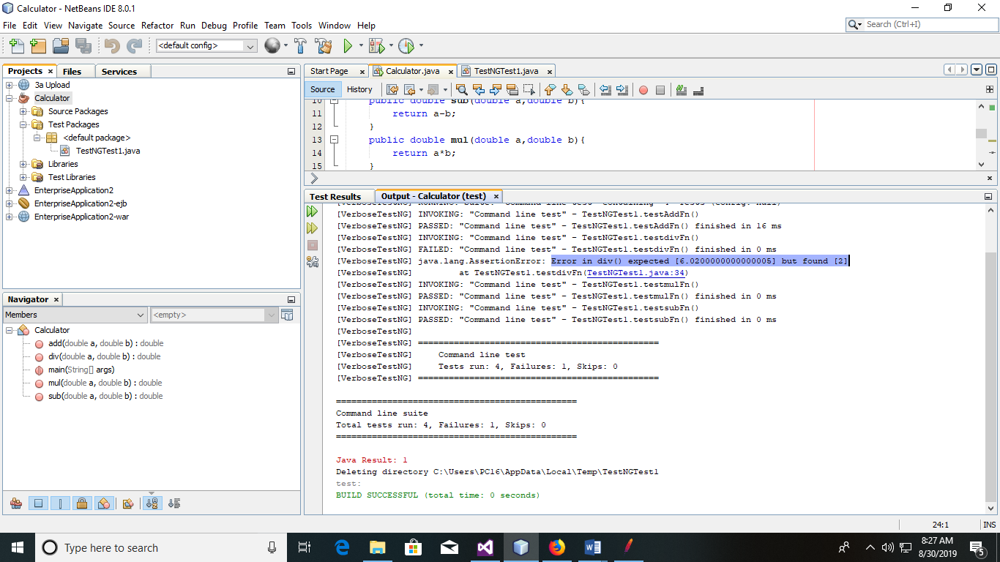 Calculator - NetBeans IDE 8.0.1
File Edit View Navigate Source Refactor Run Debug Profile Team Tools Window Help
Search (Ctrl+I)
<default config>
Projects Files Services
3a Upload
Calculator
Source Packages
Test Packages
<default package>
TestNGTest1.java
Libraries
Test Libraries
EnterpriseApplication2
EnterpriseApplication2-ejb
EnterpriseApplication2-war
Navigator
Members
<empty>
Calculator
add(double a, double b) : double
div(double a, double b) : double
main(String[] args)
mul(double a, double b) : double
sub(double a, double b) : double
Start Page Calculator.java TestNGTest1.java
Source History
10 public double sub(double a,double b){
11 return a-b;
12 }
13 public double mul(double a,double b){
14 return a*b;
15 }
Test Results Output - Calculator (test)
[VerboseTestNG] RUNNING: Suite: "Command line test" containing "4" Tests (config: null)
[VerboseTestNG] INVOKING: "Command line test" - TestNGTest1.testAddFn()
[VerboseTestNG] PASSED: "Command line test" - TestNGTest1.testAddFn() finished in 16 ms
[VerboseTestNG] INVOKING: "Command line test" - TestNGTest1.testdivFn()
[VerboseTestNG] FAILED: "Command line test" - TestNGTest1.testdivFn() finished in 0 ms
[VerboseTestNG] java.lang.AssertionError: Error in div() expected [6.0200000000000005] but found [2]
[VerboseTestNG] at TestNGTest1.testdivFn(TestNGTest1.java:34)
[VerboseTestNG] INVOKING: "Command line test" - TestNGTest1.testmulFn()
[VerboseTestNG] PASSED: "Command line test" - TestNGTest1.testmulFn() finished in 0 ms
[VerboseTestNG] INVOKING: "Command line test" - TestNGTest1.testsubFn()
[VerboseTestNG] PASSED: "Command line test" - TestNGTest1.testsubFn() finished in 0 ms
[VerboseTestNG]
[VerboseTestNG] ===============================================
[VerboseTestNG] Command line test
[VerboseTestNG] Tests run: 4, Failures: 1, Skips: 0
[VerboseTestNG] ===============================================
===============================================
Command line suite
Total tests run: 4, Failures: 1, Skips: 0
===============================================
Java Result: 1
Deleting directory C:\Users\PC16\AppData\Local\Temp\TestNGTest1
test:
BUILD SUCCESSFUL (total time: 0 seconds)
24:1 INS
Type here to search
8:27 AM
8/30/2019
5